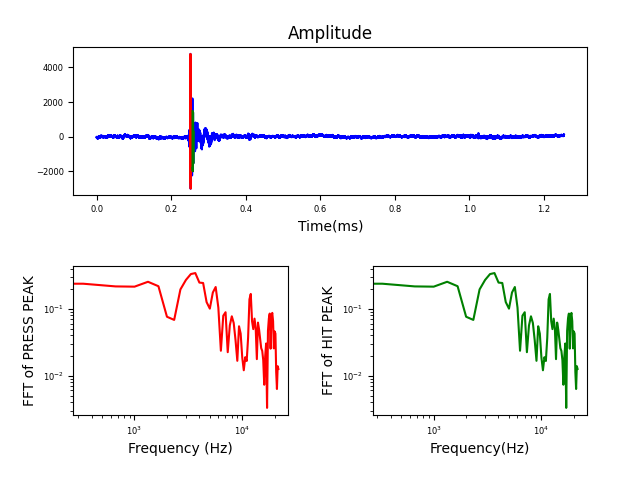 Amplitude
4000
2000
0
−2000
0.0 0.2 0.4 0.6 0.8 1.0 1.2
Time(ms)
FFT of PRESS PEAK
10⁻¹
10⁻²
10³ 10⁴
Frequency (Hz)
FFT of HIT PEAK
10⁻¹
10⁻²
10³ 10⁴
Frequency(Hz)